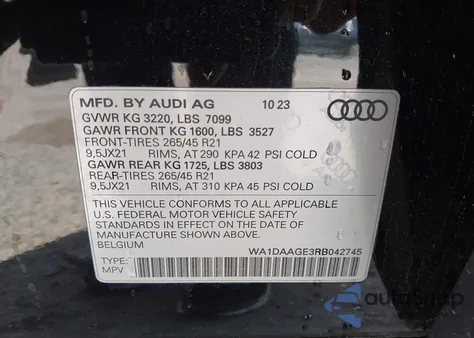 MFD. BY AUDI AG 10 23
GVWR KG 3220, LBS 7099
GAWR FRONT KG 1600, LBS 3527
FRONT-TIRES 265/45 R21
9,5JX21 RIMS, AT 290 KPA 42 PSI COLD
GAWR REAR KG 1725, LBS 3803
REAR-TIRES 265/45 R21
9,5JX21 RIMS, AT 310 KPA 45 PSI COLD
THIS VEHICLE CONFORMS TO ALL APPLICABLE
U.S. FEDERAL MOTOR VEHICLE SAFETY
STANDARDS IN EFFECT ON THE DATE OF
MANUFACTURE SHOWN ABOVE.
BELGIUM WA1DAAGE3RB042745
TYPE:
MPV
autoSnap